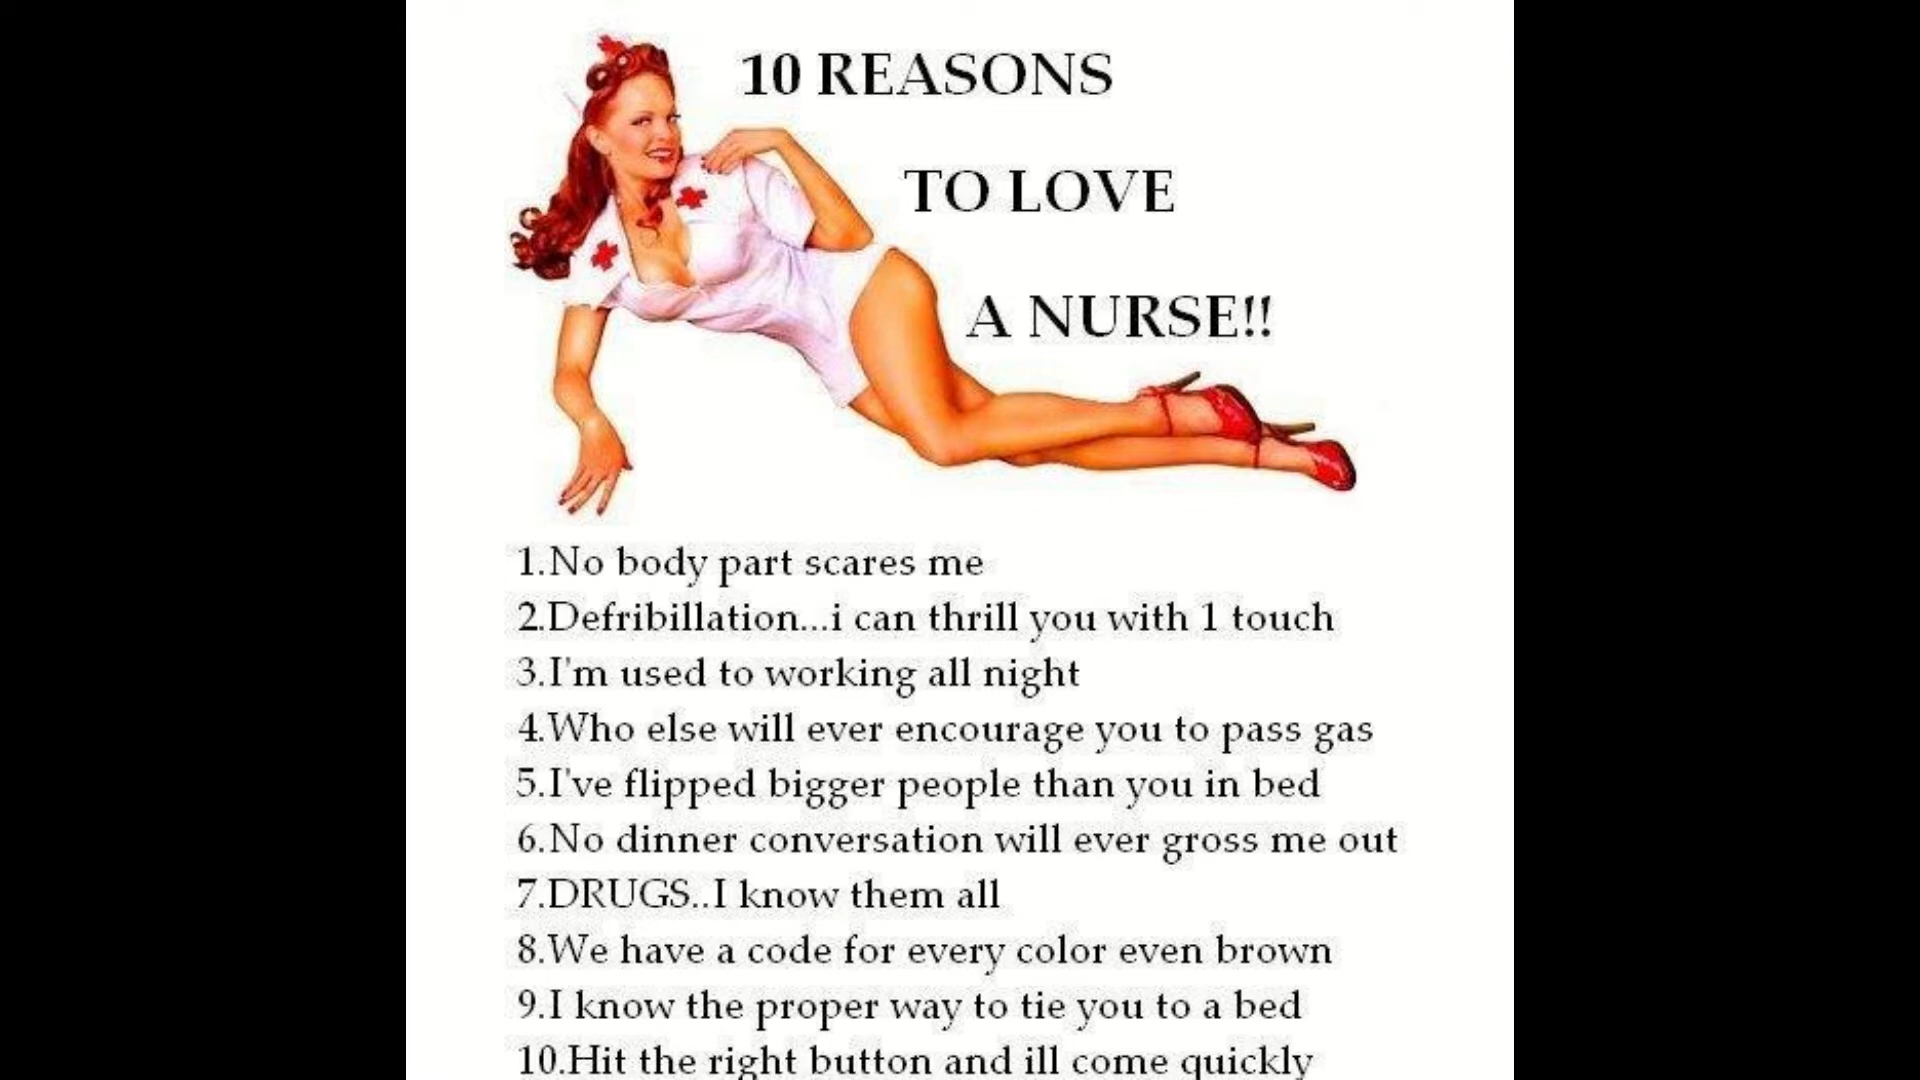 10 REASONS
TO LOVE
A NURSE!!
1.No body part scares me
2.Defribillation...i can thrill you with 1 touch
3.I'm used to working all night
4.Who else will ever encourage you to pass gas
5.I've flipped bigger people than you in bed
6.No dinner conversation will ever gross me out
7.DRUGS..I know them all
8.We have a code for every color even brown
9.I know the proper way to tie you to a bed
10.Hit the right button and ill come quickly